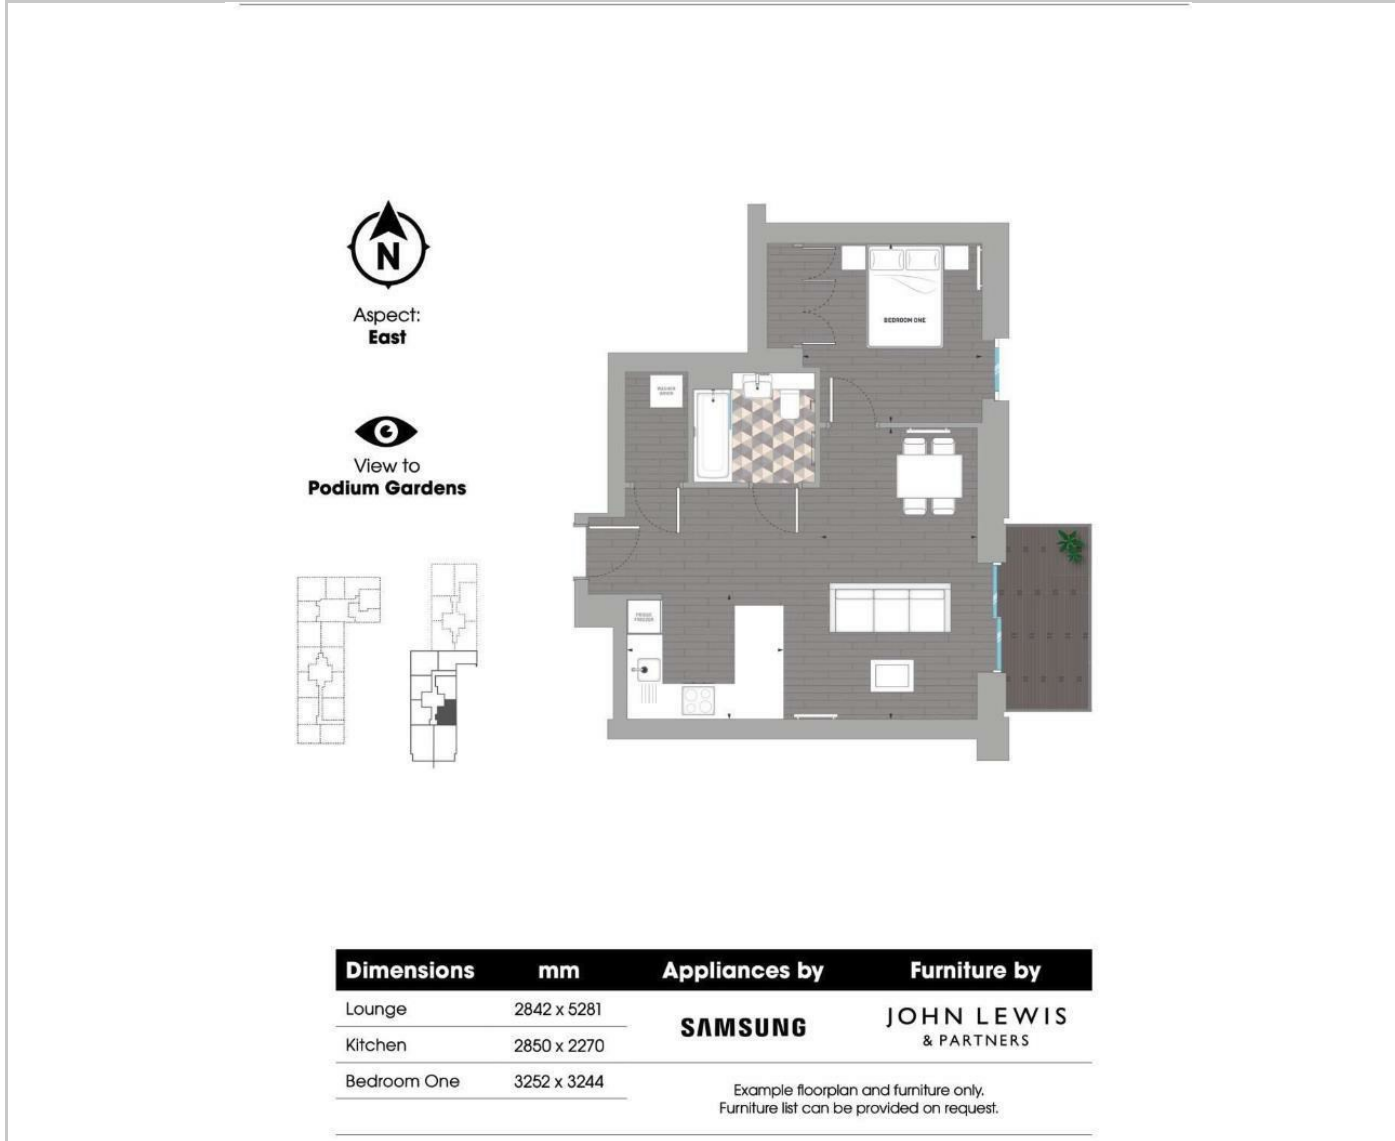 N
Aspect:
East
View to
Podium Gardens
BEDROOM ONE
WASHER
DRYER
FRIDGE
FREEZER
Dimensions mm Appliances by Furniture by
Lounge 2842 x 5281
Kitchen 2850 x 2270
Bedroom One 3252 x 3244
SAMSUNG
JOHN LEWIS
& PARTNERS
Example floorplan and furniture only.
Furniture list can be provided on request.